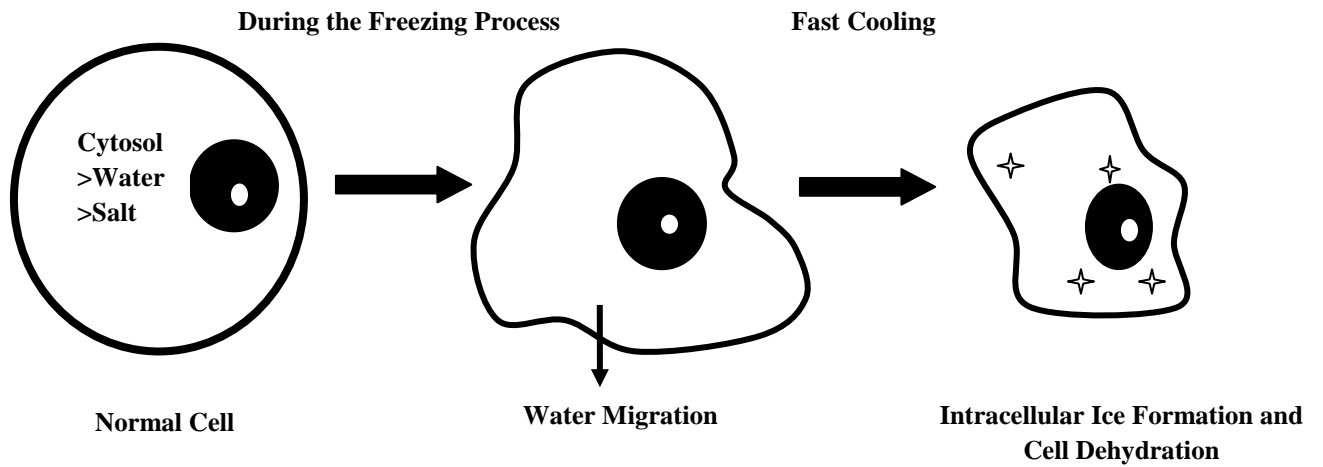 During the Freezing Process
Fast Cooling
Cytosol
>Water
>Salt
Normal Cell
Water Migration
Intracellular Ice Formation and
Cell Dehydration